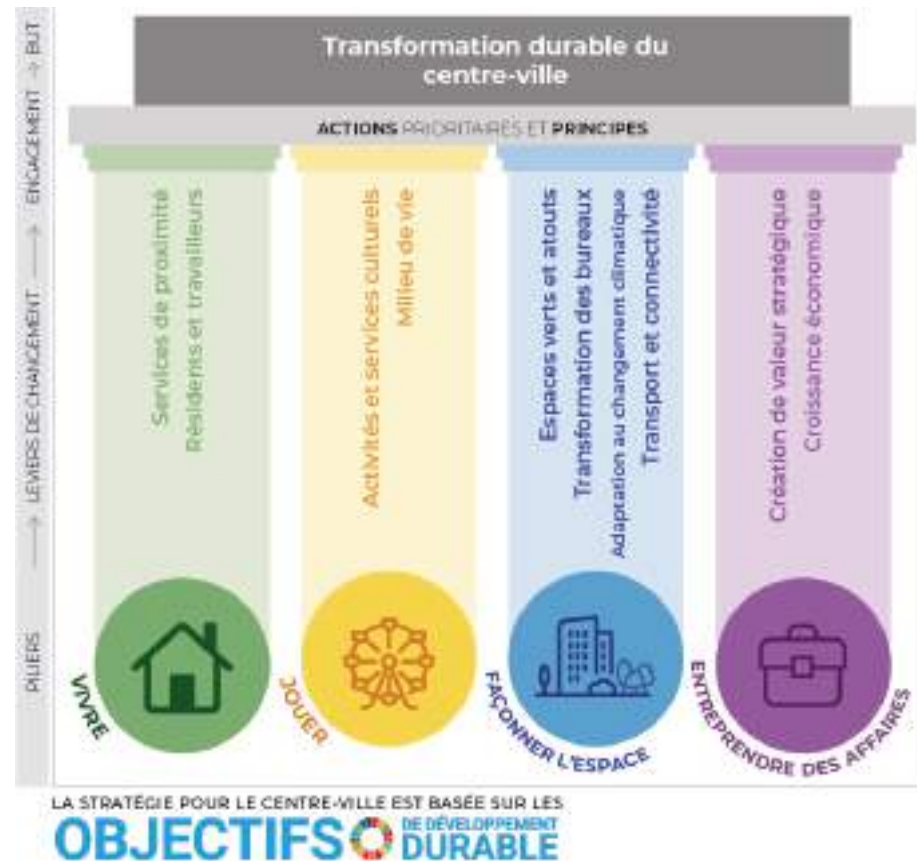 Transformation durable du
centre-ville
ACTIONS PRIORITAIRES ET PRINCIPES
BUT
ENGAGEMENT
LEVIERS DE CHANGEMENT
PILIERS
Services de proximité
Résidents et travailleurs
Activités et services culturels
Milieu de vie
Espaces verts et atouts
Transformation des bureaux
Adaptation au changement climatique
Transport et connectivité
Création de valeur stratégique
Croissance économique
VIVRE
JOUER
FAÇONNER L'ESPACE
ENTREPRENDRE DES AFFAIRES
LA STRATÉGIE POUR LE CENTRE-VILLE EST BASÉE SUR LES
OBJECTIFS
DE DÉVELOPPEMENT
DURABLE